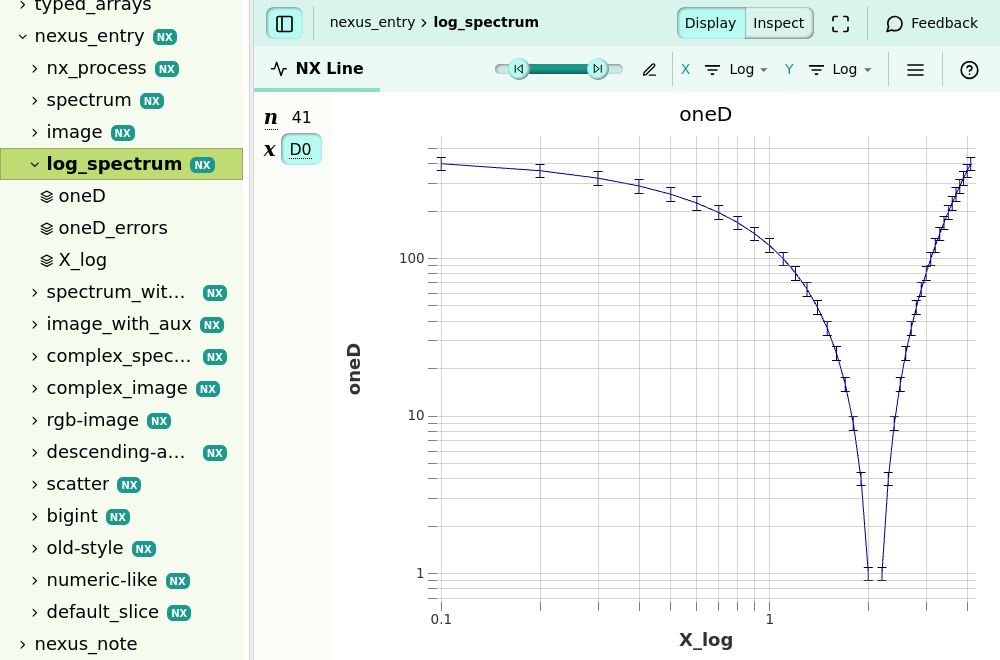 typed_arrays
nexus_entry NX
nx_process NX
spectrum NX
image NX
log_spectrum NX
oneD
oneD_errors
X_log
spectrum_wit… NX
image_with_aux NX
complex_spec… NX
complex_image NX
rgb-image NX
descending-a… NX
scatter NX
bigint NX
old-style NX
numeric-like NX
default_slice NX
nexus_note
nexus_entry › log_spectrum
Display Inspect
Feedback
NX Line
X Log
Y Log
n 41
x D0
oneD
100
10
1
oneD
0.1 1
X_log